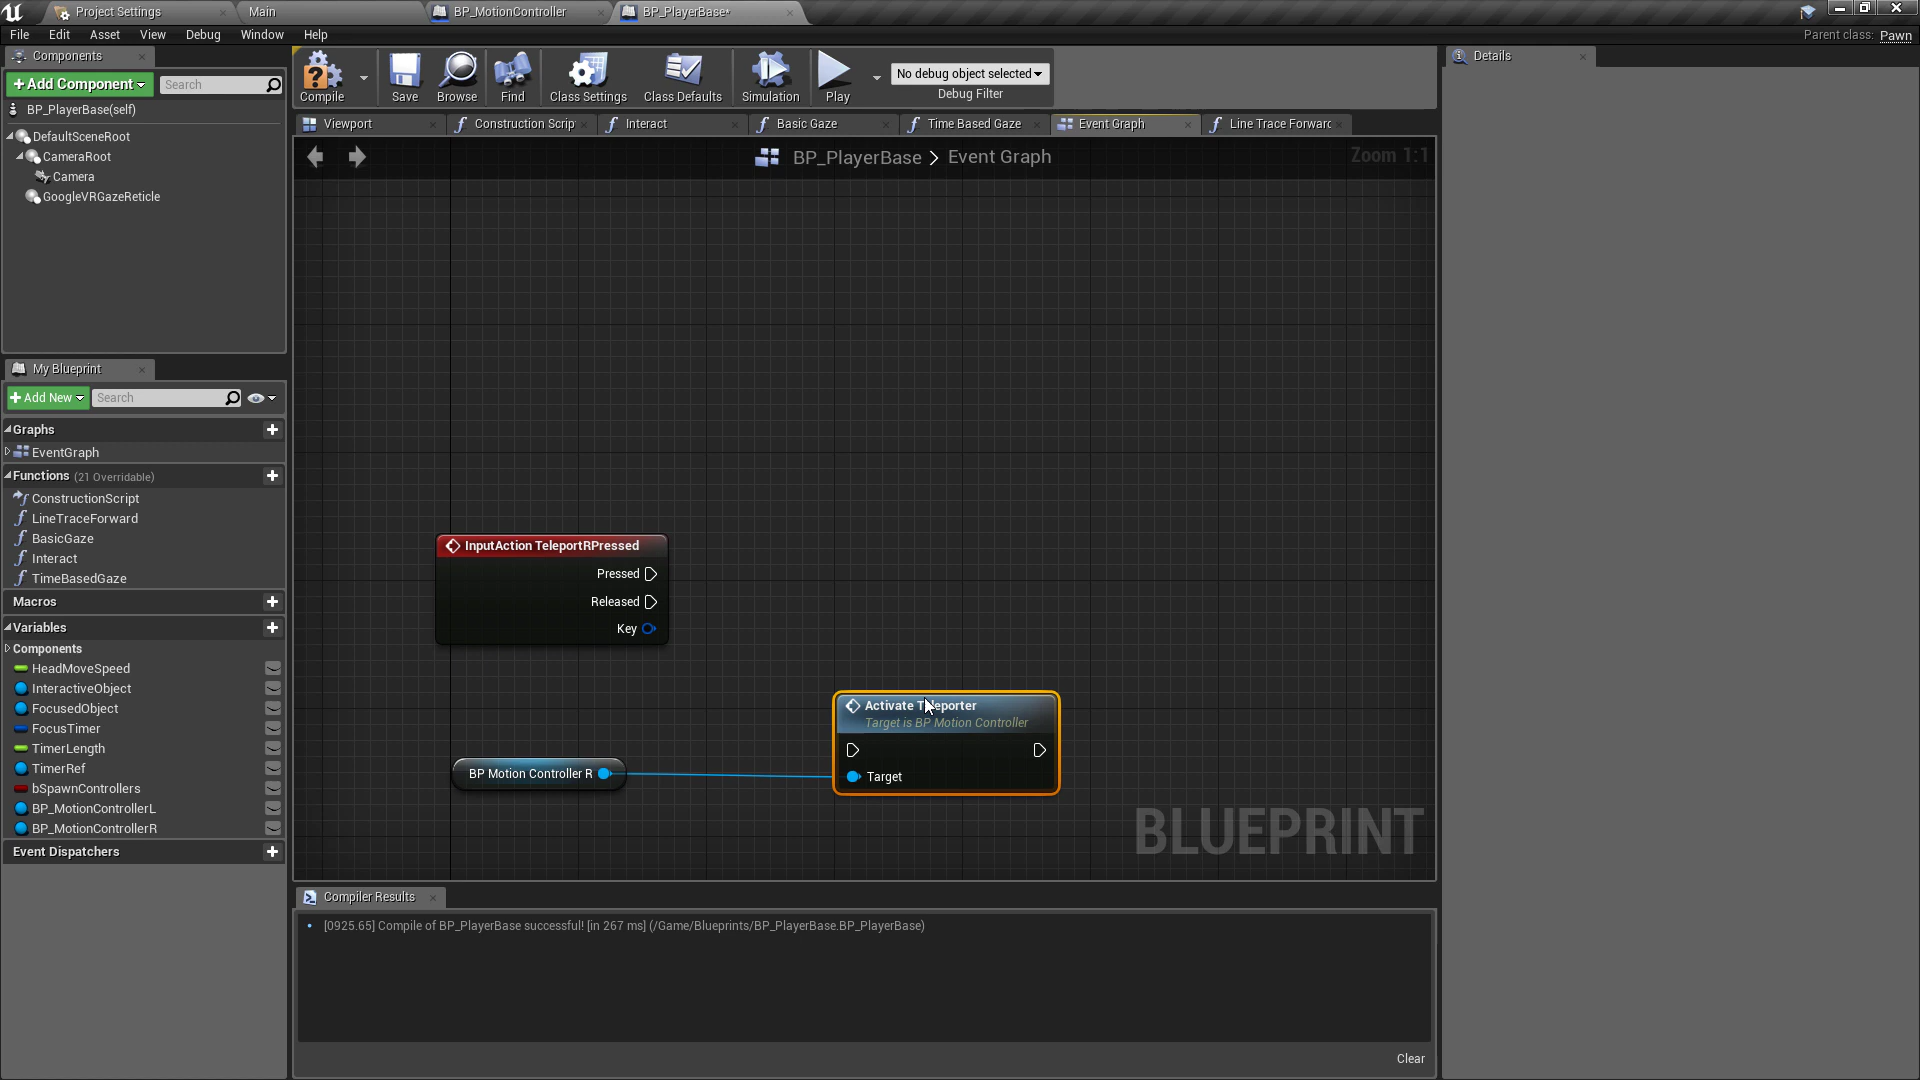 Project Settings
Main
BP_MotionController
BP_PlayerBase*
File Edit Asset View Debug Window Help
Parent class: Pawn
Components
+ Add Component
Search
BP_PlayerBase(self)
DefaultSceneRoot
CameraRoot
Camera
GoogleVRGazeReticle
Compile
Save
Browse
Find
Class Settings
Class Defaults
Simulation
Play
No debug object selected
Debug Filter
Viewport
Construction Scrip
Interact
Basic Gaze
Time Based Gaze
Event Graph
Line Trace Forward
BP_PlayerBase > Event Graph
Zoom 1:1
My Blueprint
+ Add New
Search
Graphs
EventGraph
Functions (21 Overridable)
ConstructionScript
LineTraceForward
BasicGaze
Interact
TimeBasedGaze
Macros
Variables
Components
HeadMoveSpeed
InteractiveObject
FocusedObject
FocusTimer
TimerLength
TimerRef
bSpawnControllers
BP_MotionControllerL
BP_MotionControllerR
Event Dispatchers
InputAction TeleportRPressed
Pressed
Released
Key
BP Motion Controller R
Activate Teleporter
Target is BP Motion Controller
Target
BLUEPRINT
Compiler Results
[0925.65] Compile of BP_PlayerBase successful! [in 267 ms] (/Game/Blueprints/BP_PlayerBase.BP_PlayerBase)
Clear
Details